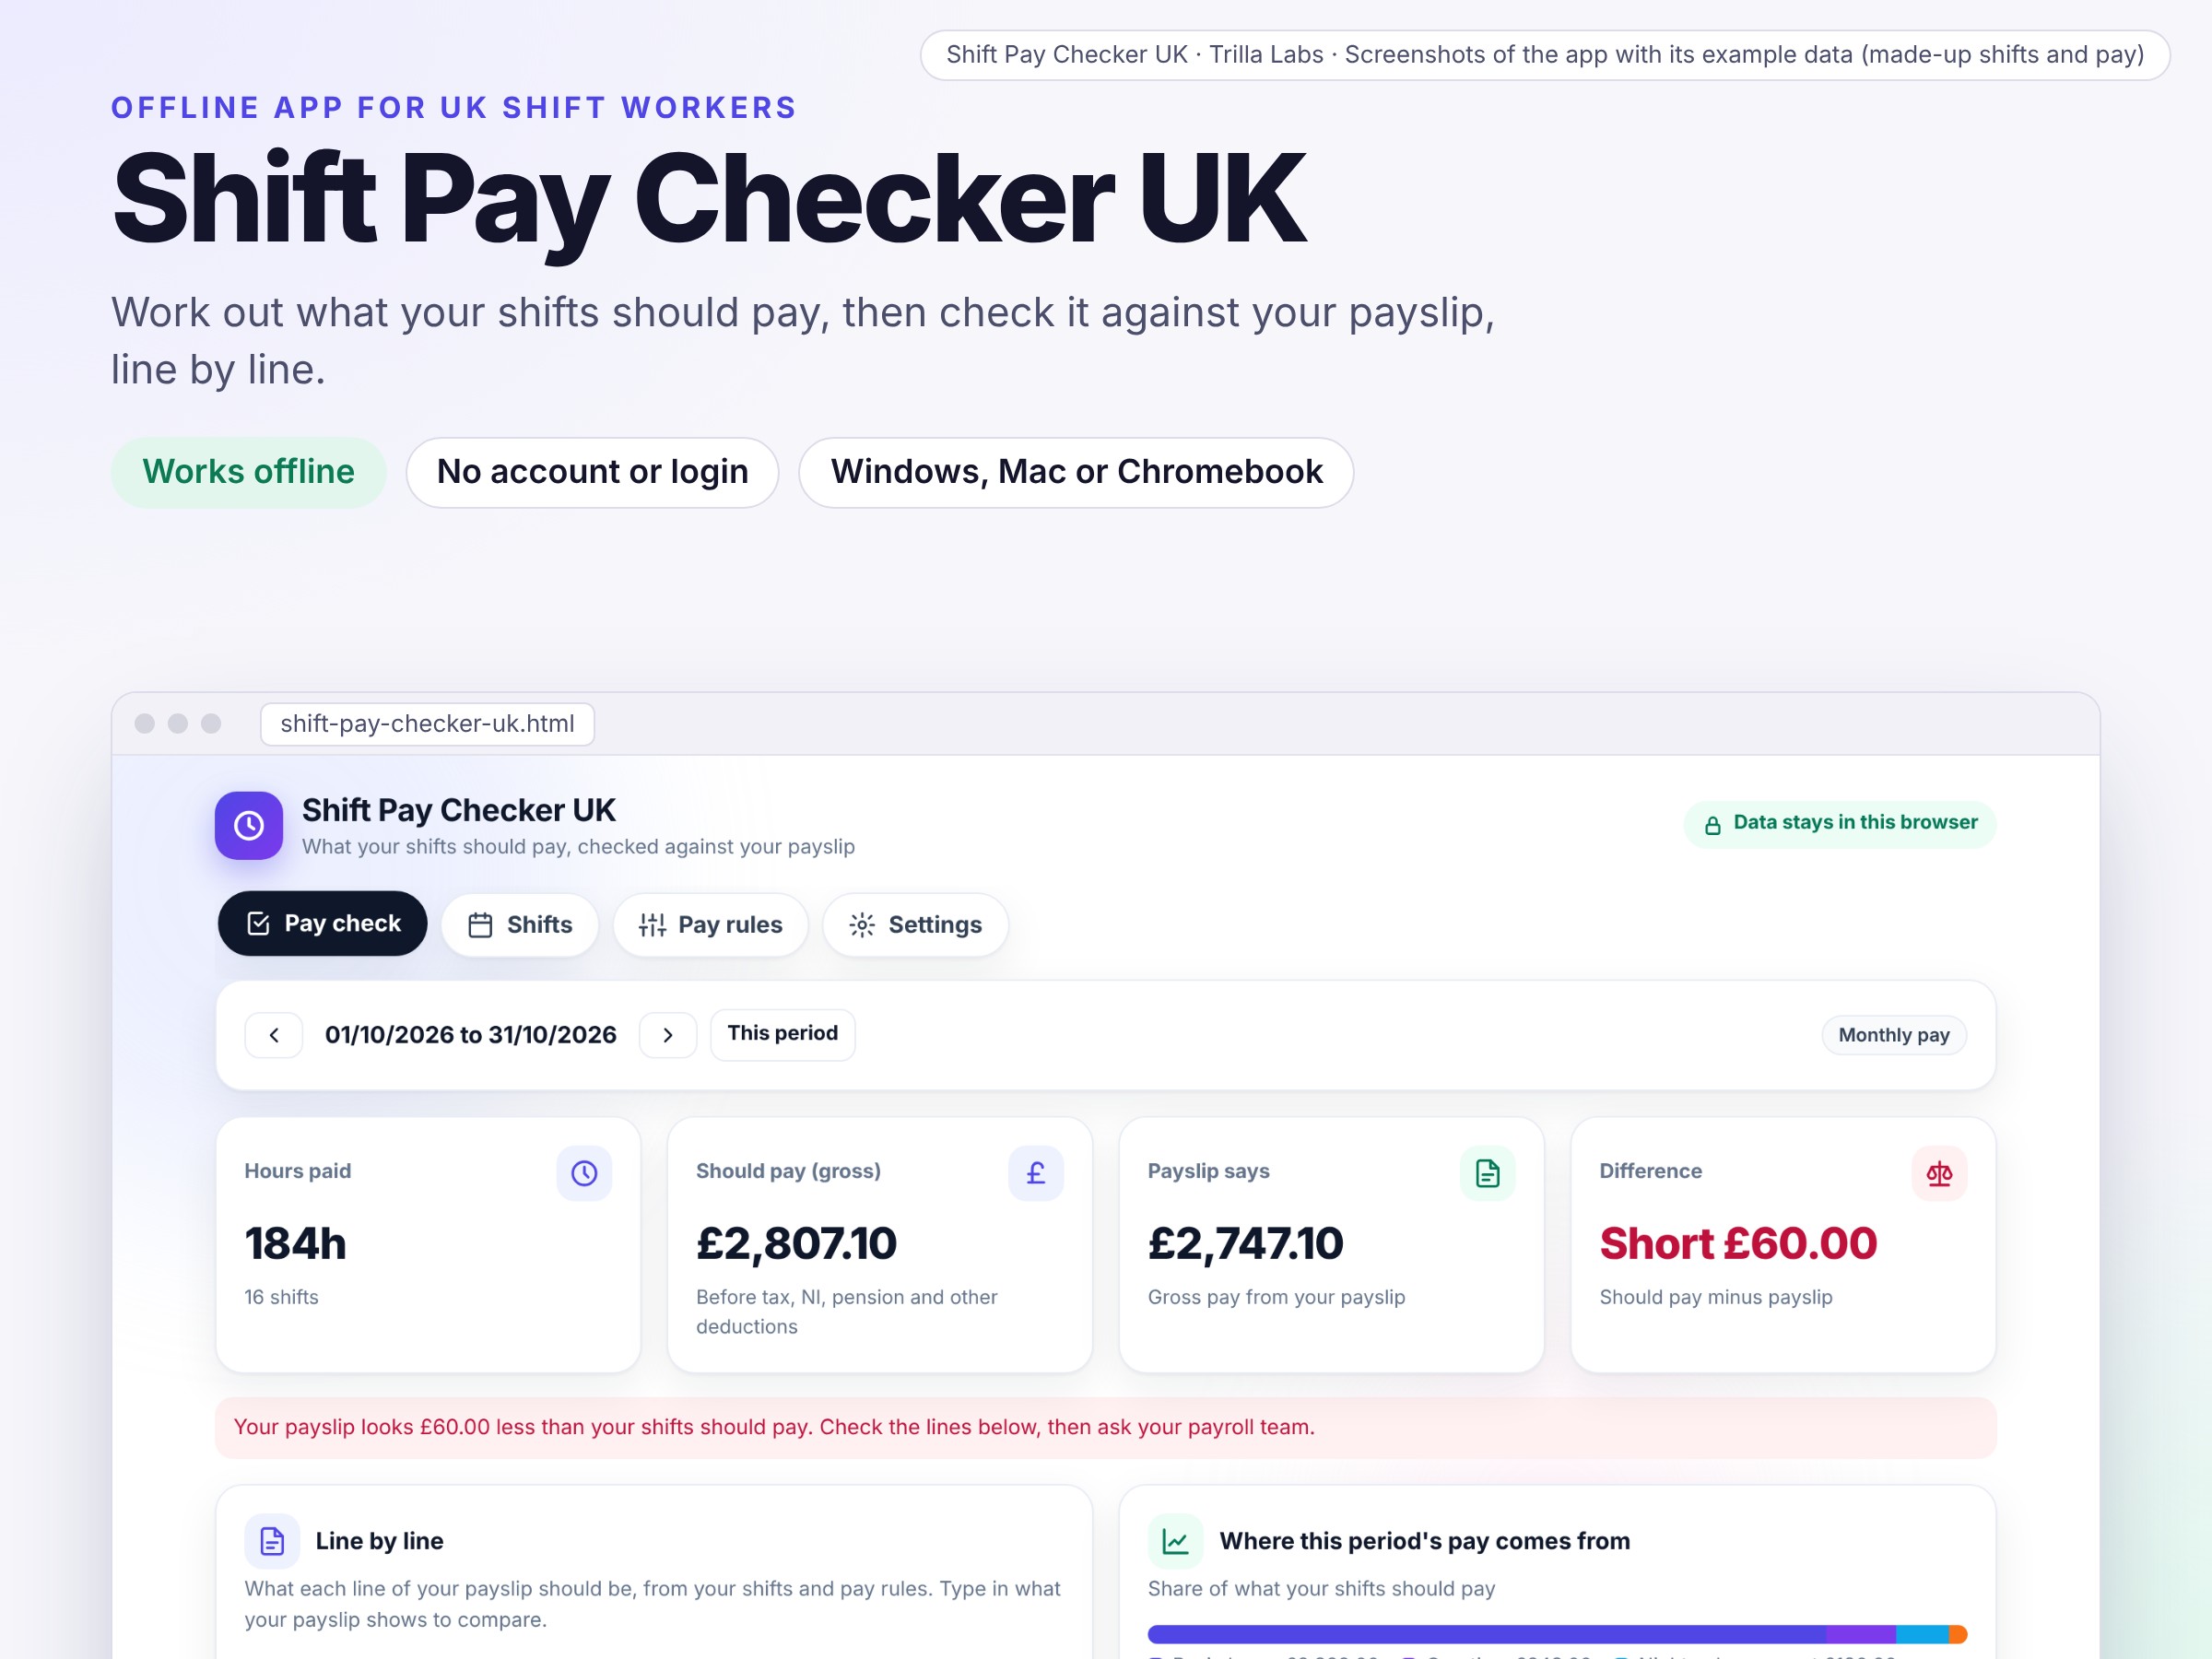 Shift Pay Checker UK · Trilla Labs · Screenshots of the app with its example data (made-up shifts and pay)
OFFLINE APP FOR UK SHIFT WORKERS
Shift Pay Checker UK
Work out what your shifts should pay, then check it against your payslip,
line by line.
Works offline
No account or login
Windows, Mac or Chromebook
shift-pay-checker-uk.html
Shift Pay Checker UK
What your shifts should pay, checked against your payslip
Data stays in this browser
Pay check
Shifts
Pay rules
Settings
01/10/2026 to 31/10/2026
This period
Monthly pay
Hours paid
184h
16 shifts
Should pay (gross)
£2,807.10
Before tax, NI, pension and other
deductions
Payslip says
£2,747.10
Gross pay from your payslip
Difference
Short £60.00
Should pay minus payslip
Your payslip looks £60.00 less than your shifts should pay. Check the lines below, then ask your payroll team.
Line by line
What each line of your payslip should be, from your shifts and pay rules. Type in what
your payslip shows to compare.
Where this period's pay comes from
Share of what your shifts should pay